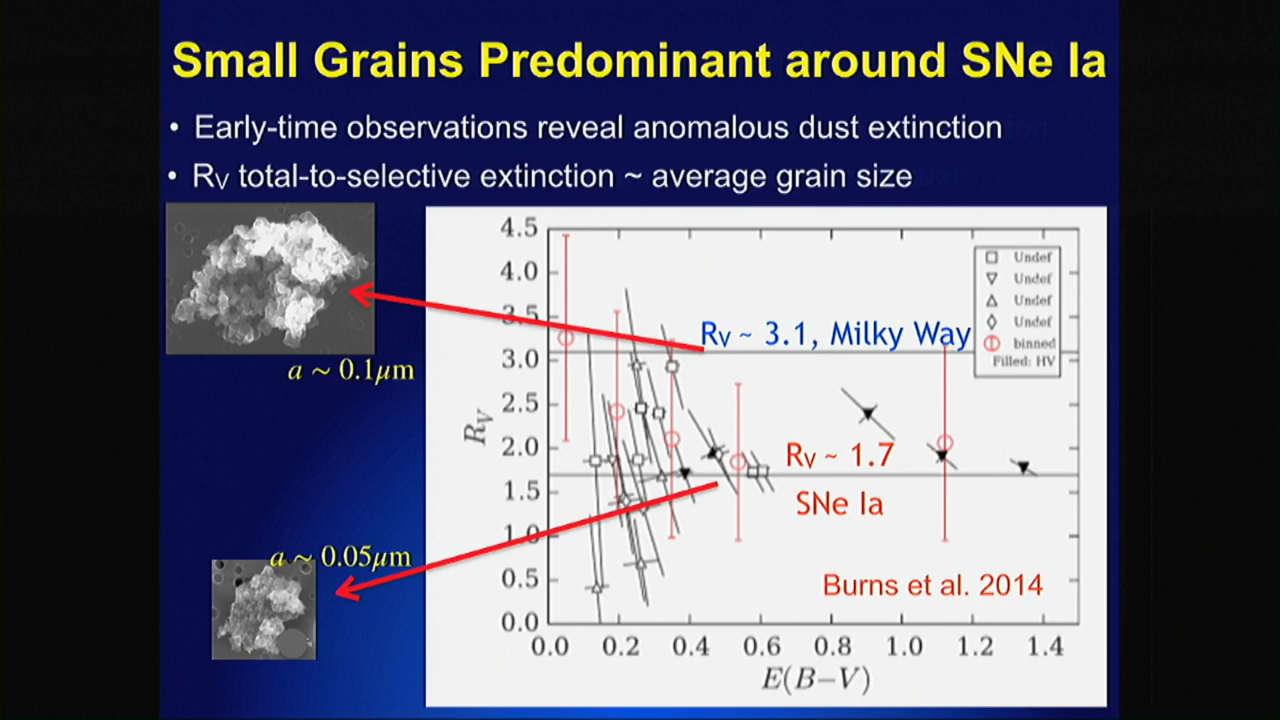 Small Grains Predominant around SNe Ia
• Early-time observations reveal anomalous dust extinction
• RV total-to-selective extinction ~ average grain size
a ~ 0.1μm
a ~ 0.05μm
4.5
4.0
3.5
3.0
2.5
2.0
1.5
1.0
0.5
0.0
RV
0.0 0.2 0.4 0.6 0.8 1.0 1.2 1.4
E(B−V)
RV ~ 3.1, Milky Way
RV ~ 1.7
SNe Ia
Burns et al. 2014
Undef
Undef
Undef
Undef
binned
Filled: HV